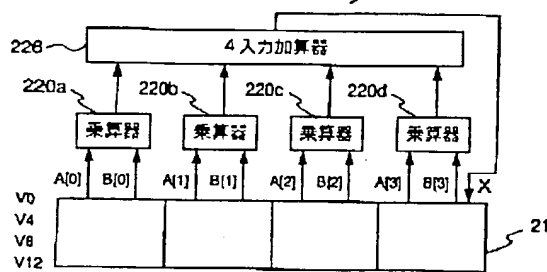 4入力加算器
226
220a
220b
220c
220d
乗算器 乗算器 乗算器 乗算器
A[0] B[0] A[1] B[1] A[2] B[2] A[3] B[3] X
V0
V4
V8
V12
21